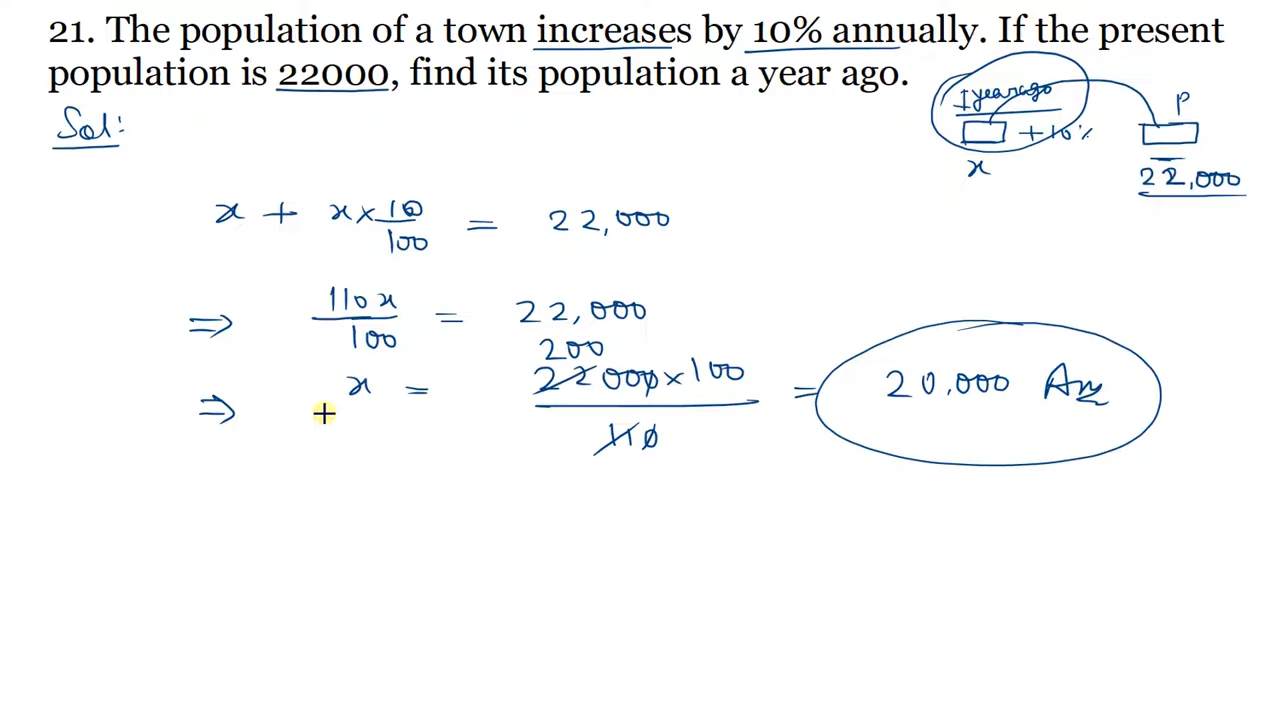 21. The population of a town increases by 10% annually. If the present
population is 22000, find its population a year ago.
1 year ago
P
+10%
x
22,000
Sol:
x + x × 10/100 = 22,000
⇒ 110x/100 = 22,000
200
⇒ x = 22000×100/110 = 20,000 Ans